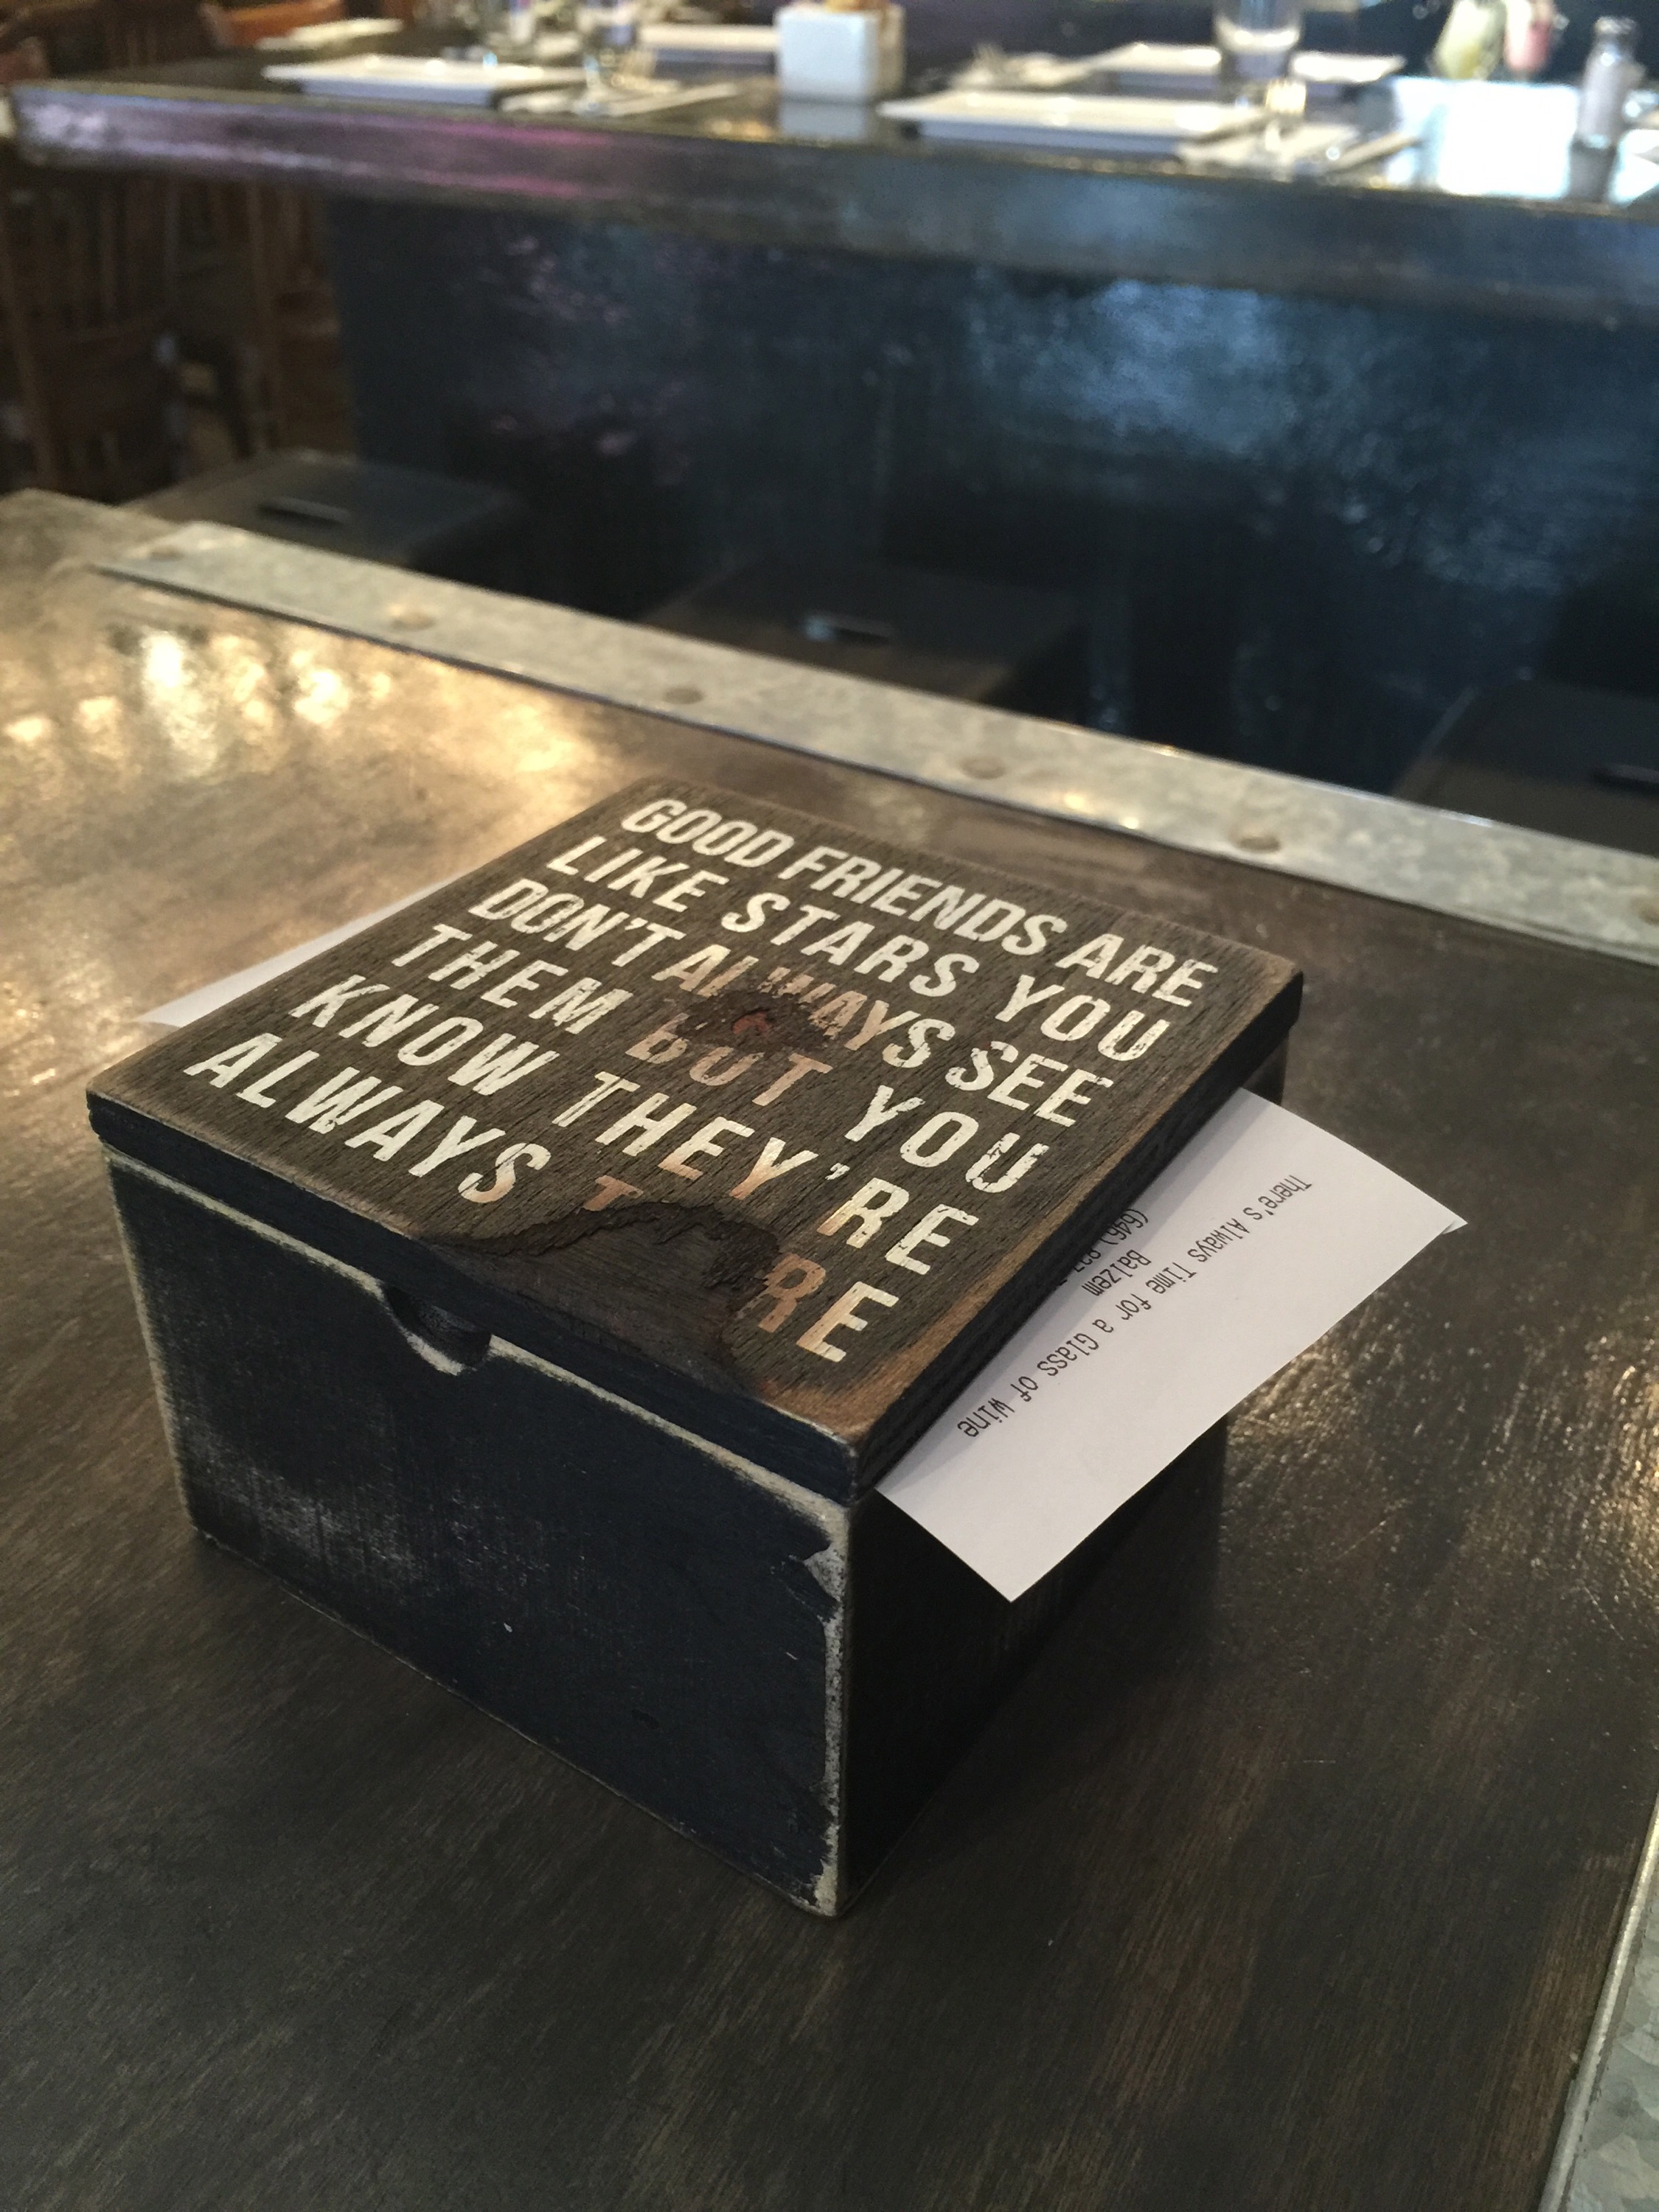 GOOD FRIENDS ARE
LIKE STARS YOU
DON'T ALWAYS SEE
THEM BUT YOU
KNOW THEY'RE
ALWAYS
There's Always Time for a Glass of Wine
Balzem
(646)